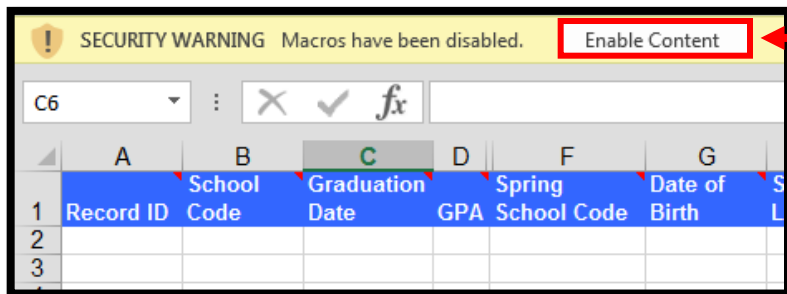 SECURITY WARNING Macros have been disabled. Enable Content
C6 fx
A B C D F G
School Graduation Spring Date of S
1 Record ID Code Date GPA School Code Birth L
2
3